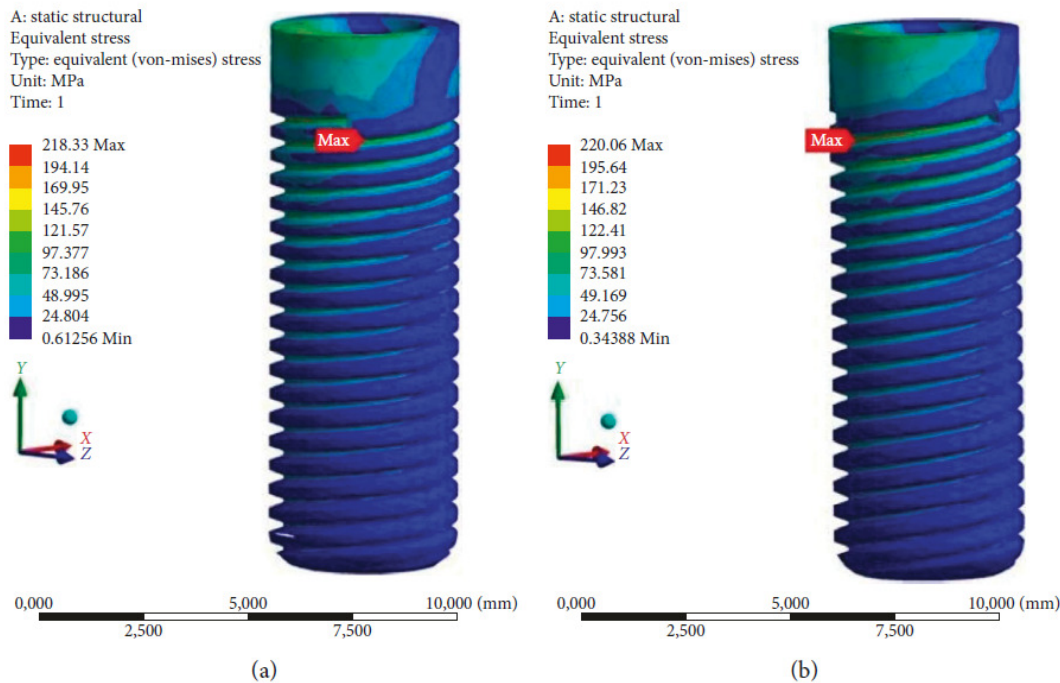 A: static structural
Equivalent stress
Type: equivalent (von-mises) stress
Unit: MPa
Time: 1
218.33 Max
194.14
169.95
145.76
121.57
97.377
73.186
48.995
24.804
0.61256 Min
Max
Y
X
Z
0,000 5,000 10,000 (mm)
2,500 7,500
(a)
A: static structural
Equivalent stress
Type: equivalent (von-mises) stress
Unit: MPa
Time: 1
220.06 Max
195.64
171.23
146.82
122.41
97.993
73.581
49.169
24.756
0.34388 Min
Max
Y
X
Z
0,000 5,000 10,000 (mm)
2,500 7,500
(b)